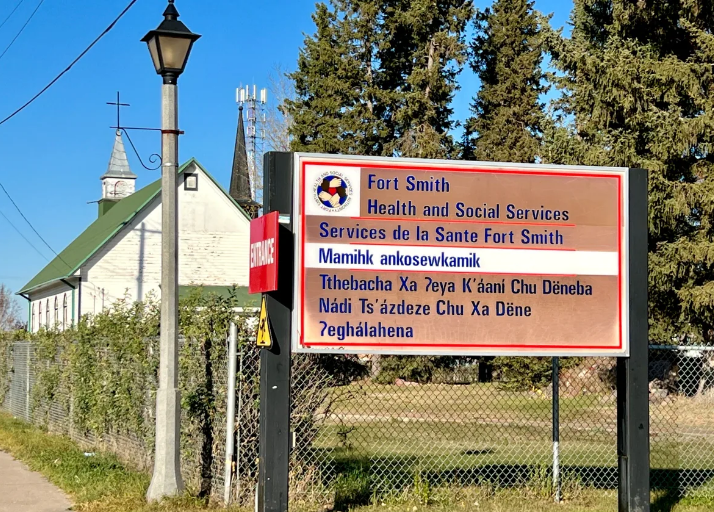 Fort Smith
Health and Social Services
Services de la Sante Fort Smith
Mamihk ankosewkamik
Tthebacha Xa ʔeya K'áaní Chu Dëneba
Nádi Ts'ázdeze Chu Xa Dëne
ʔeghálahena
ENTRANCE